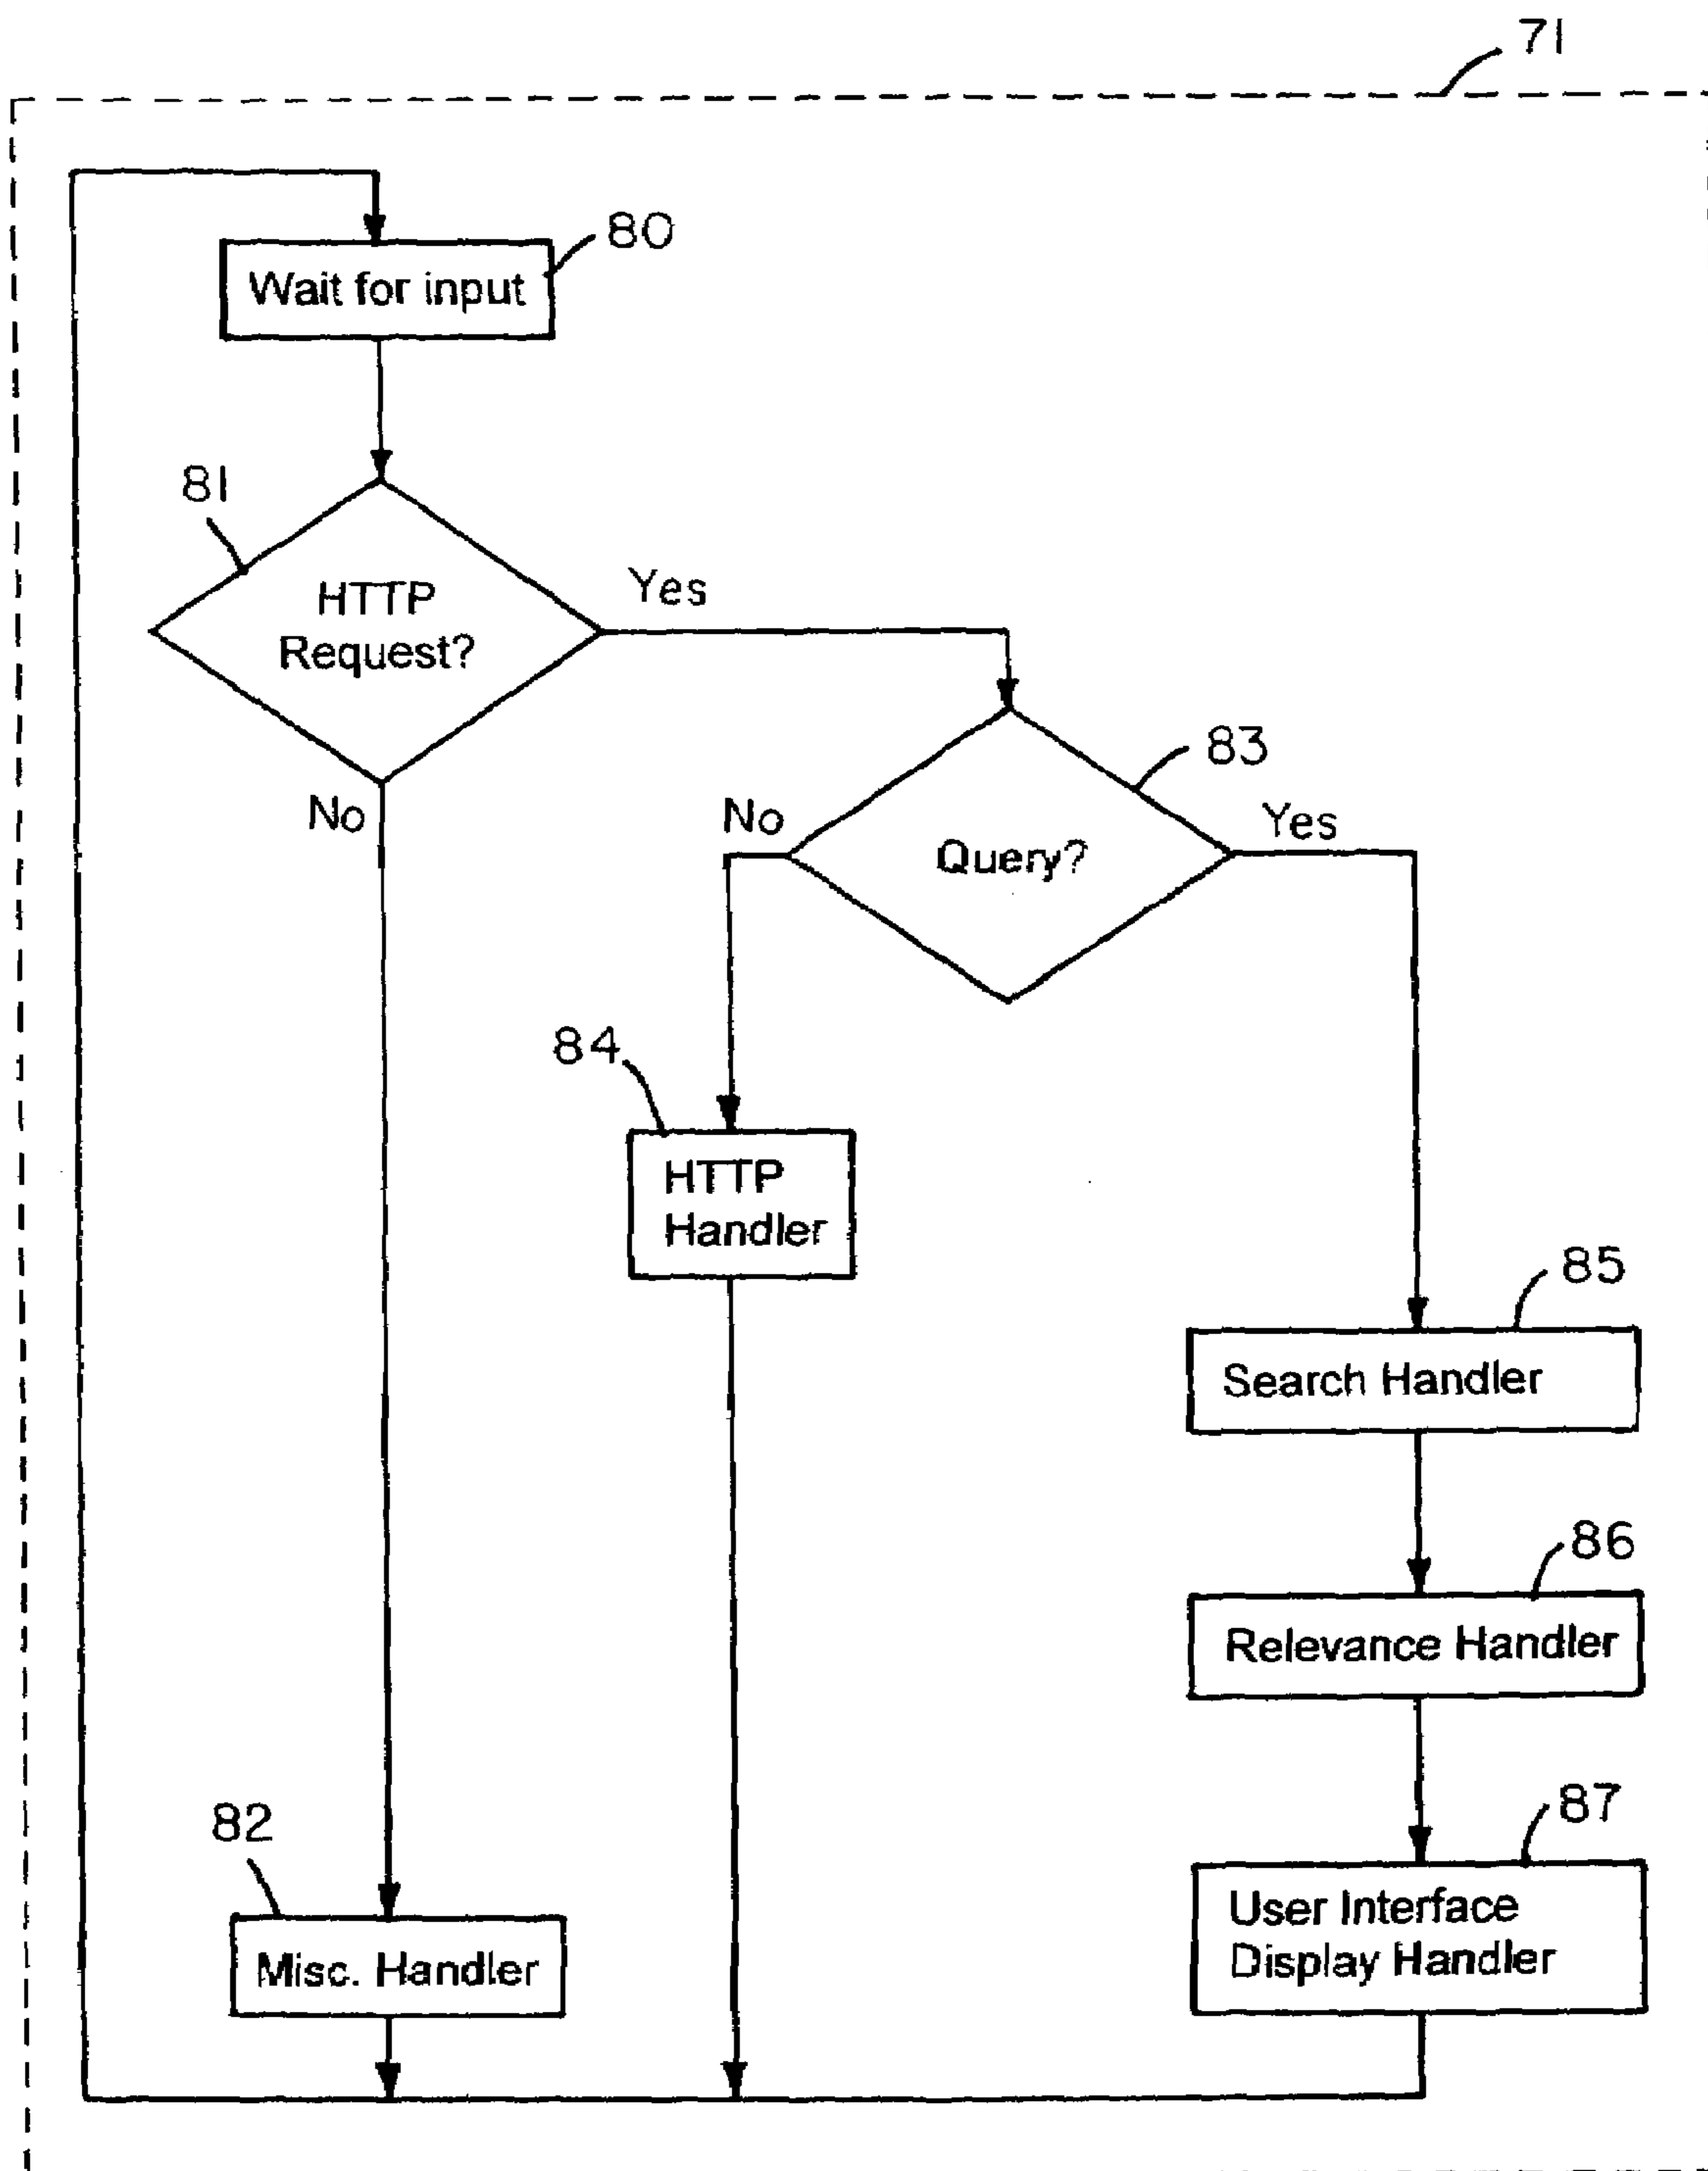 71
80
Wait for input
81
HTTP
Request?
Yes
No
83
No
Query?
Yes
84
HTTP
Handler
85
Search Handler
86
Relevance Handler
87
User Interface
Display Handler
82
Misc. Handler